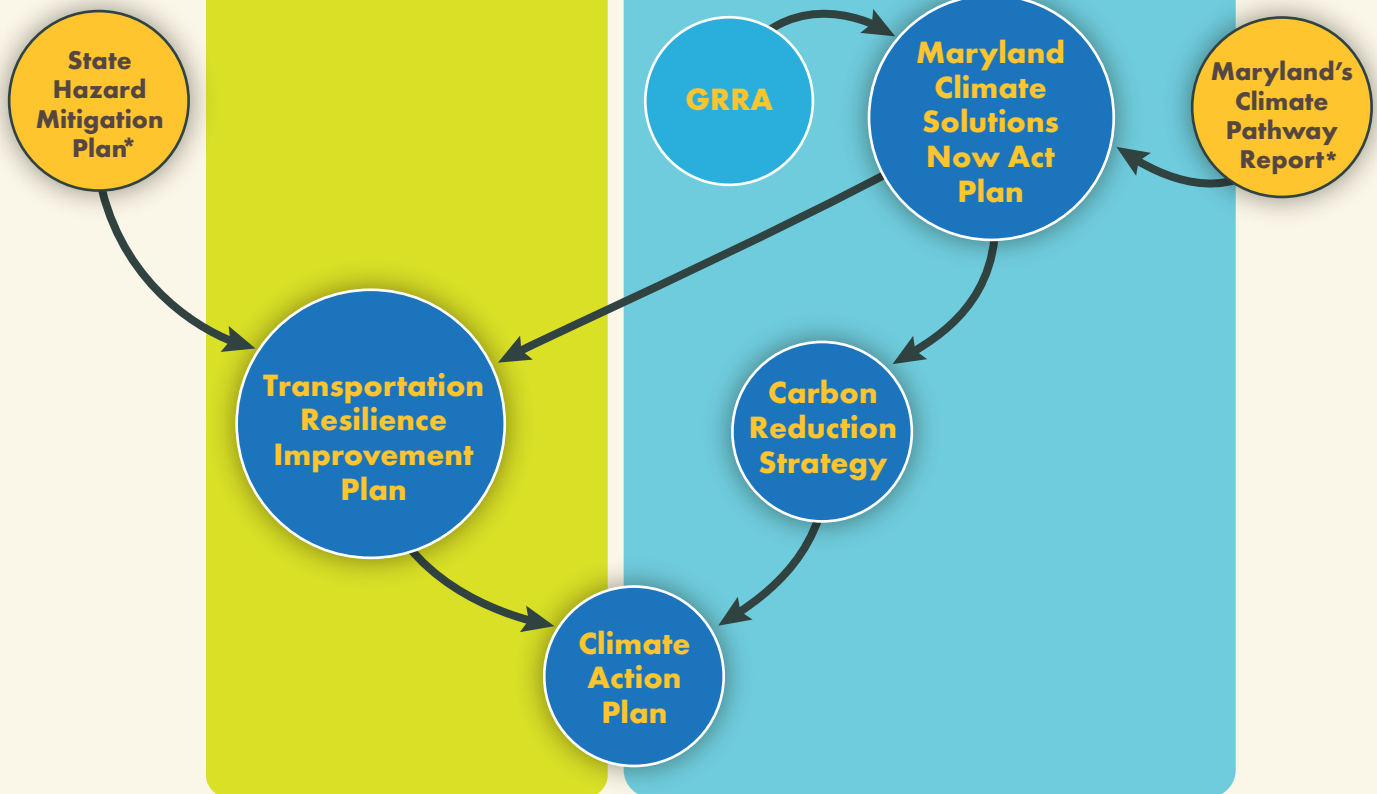 State
Hazard
Mitigation
Plan*
GRRA
Maryland
Climate
Solutions
Now Act
Plan
Maryland’s
Climate
Pathway
Report*
Transportation
Resilience
Improvement
Plan
Carbon
Reduction
Strategy
Climate
Action
Plan